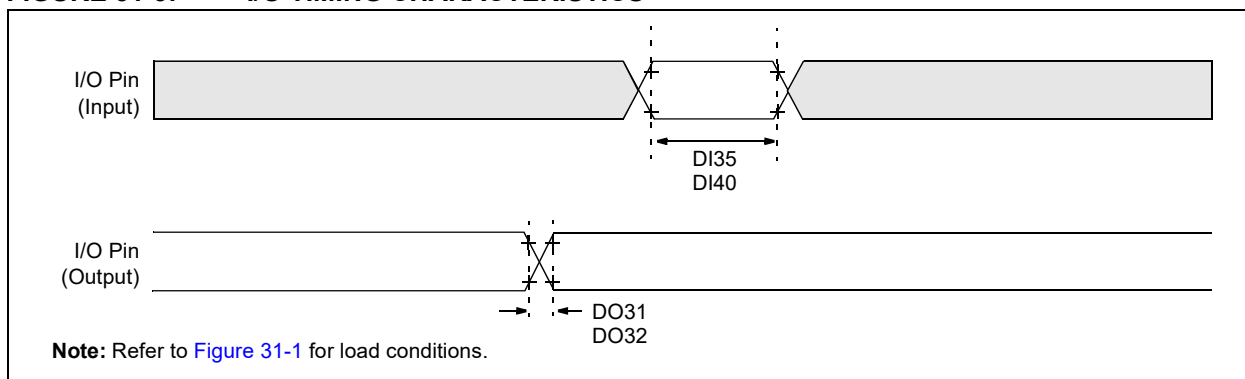 I/O Pin
(Input)
DI35
DI40
I/O Pin
(Output)
DO31
DO32
Note: Refer to Figure 31-1 for load conditions.